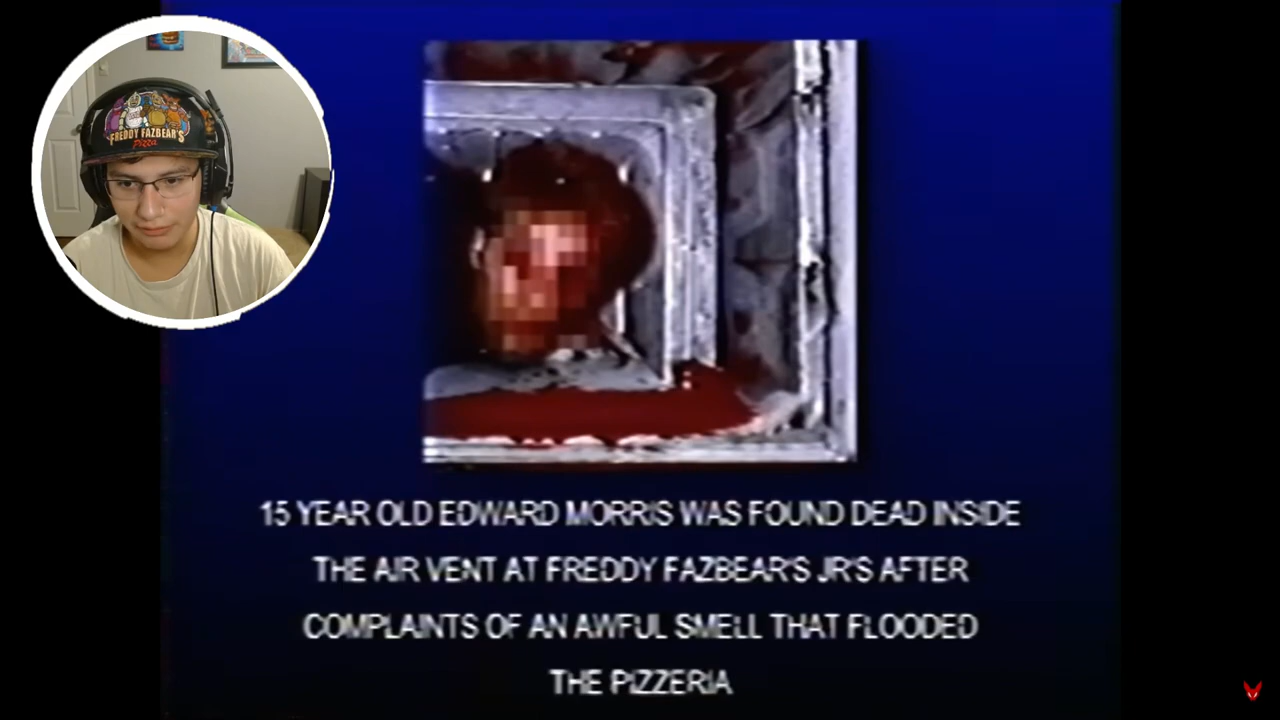 FREDDY FAZBEAR'S
Pizza
15 YEAR OLD EDWARD MORRIS WAS FOUND DEAD INSIDE
THE AIR VENT AT FREDDY FAZBEAR'S JR'S AFTER
COMPLAINTS OF AN AWFUL SMELL THAT FLOODED
THE PIZZERIA